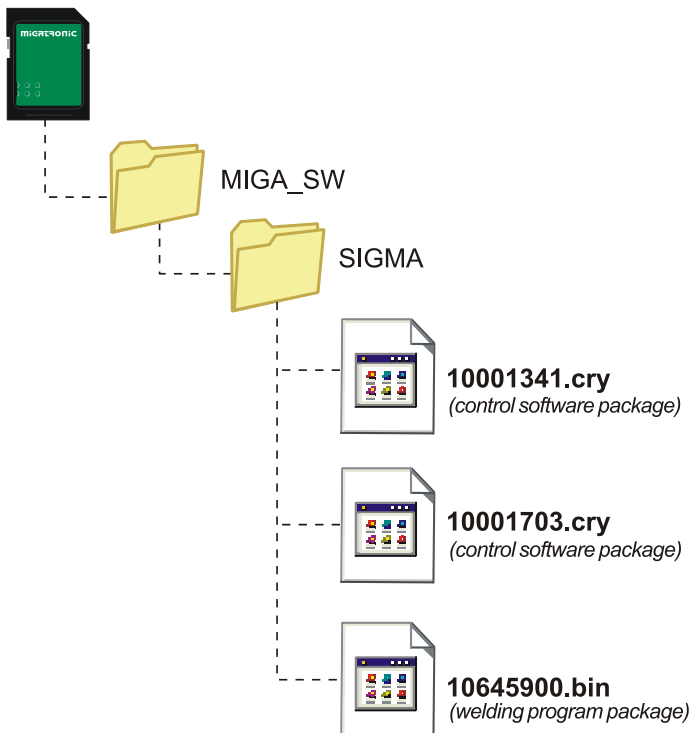 MIGATRONIC
MIGA_SW
SIGMA
10001341.cry
(control software package)
10001703.cry
(control software package)
10645900.bin
(welding program package)